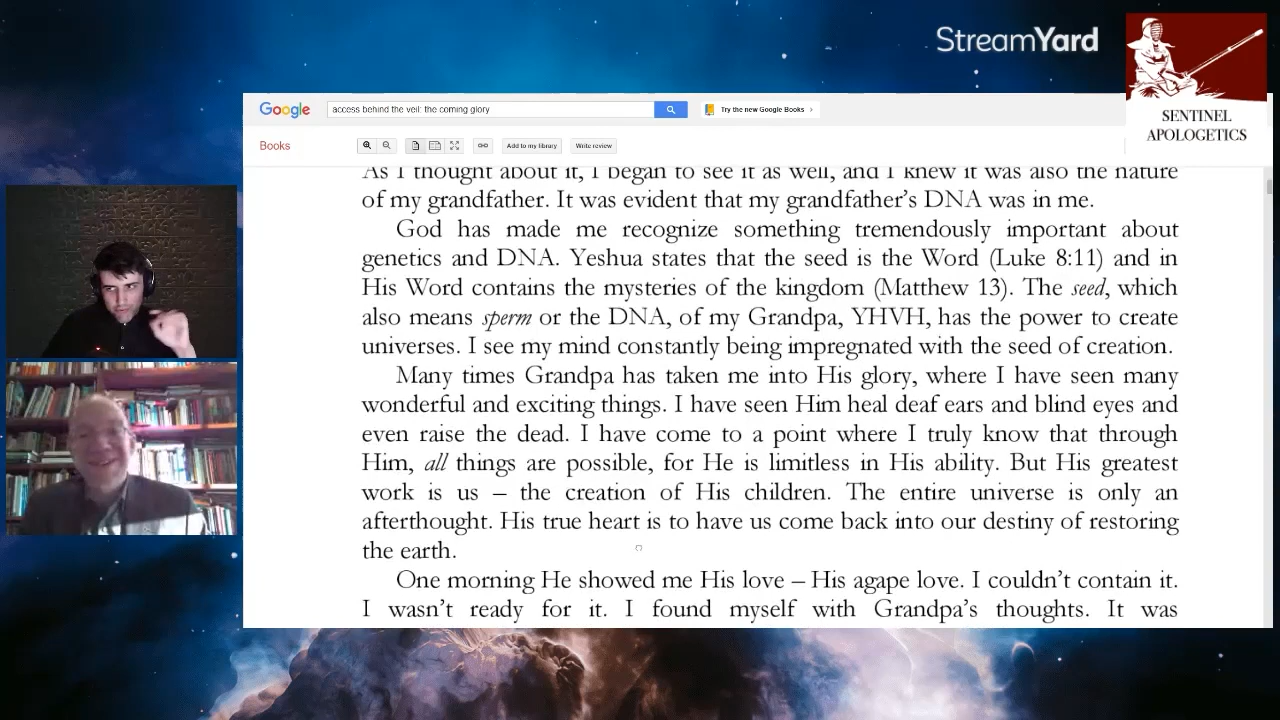 StreamYard
SENTINEL
APOLOGETICS
Google
access behind the veil: the coming glory
Try the new Google Books
Books
Add to my library
Write review
As I thought about it, I began to see it as well, and I knew it was also the nature
of my grandfather. It was evident that my grandfather's DNA was in me.
God has made me recognize something tremendously important about
genetics and DNA. Yeshua states that the seed is the Word (Luke 8:11) and in
His Word contains the mysteries of the kingdom (Matthew 13). The seed, which
also means sperm or the DNA, of my Grandpa, YHVH, has the power to create
universes. I see my mind constantly being impregnated with the seed of creation.
Many times Grandpa has taken me into His glory, where I have seen many
wonderful and exciting things. I have seen Him heal deaf ears and blind eyes and
even raise the dead. I have come to a point where I truly know that through
Him, all things are possible, for He is limitless in His ability. But His greatest
work is us – the creation of His children. The entire universe is only an
afterthought. His true heart is to have us come back into our destiny of restoring
the earth.
One morning He showed me His love – His agape love. I couldn't contain it.
I wasn't ready for it. I found myself with Grandpa's thoughts. It was